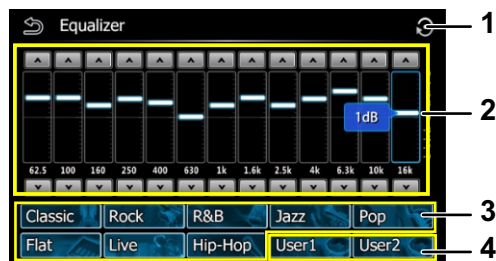 Equalizer
1
1dB
2
62.5 100 160 250 400 630 1k 1.6k 2.5k 4k 6.3k 10k 16k
Classic Rock R&B Jazz Pop
3
Flat Live Hip-Hop User1 User2
4